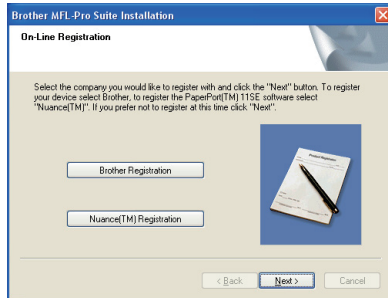 Brother MFL-Pro Suite Installation
On-Line Registration
Select the company you would like to register with and click the "Next" button. To register
your device select Brother, to register the PaperPort(TM) 11SE software select
"Nuance(TM)". If you prefer not to register at this time click "Next".
Product Registration
Brother Registration
Nuance(TM) Registration
< Back
Next >
Cancel